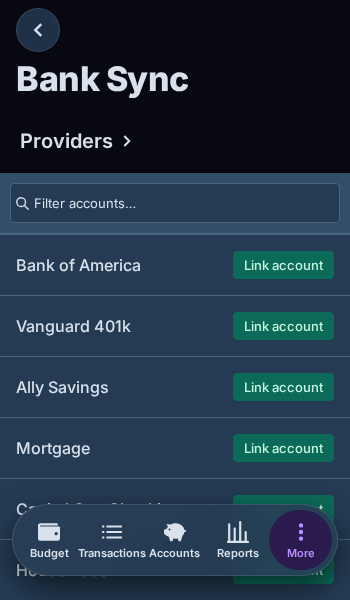 Bank Sync
Providers
Filter accounts...
Bank of America Link account
Vanguard 401k Link account
Ally Savings Link account
Mortgage Link account
Budget Transactions Accounts Reports More